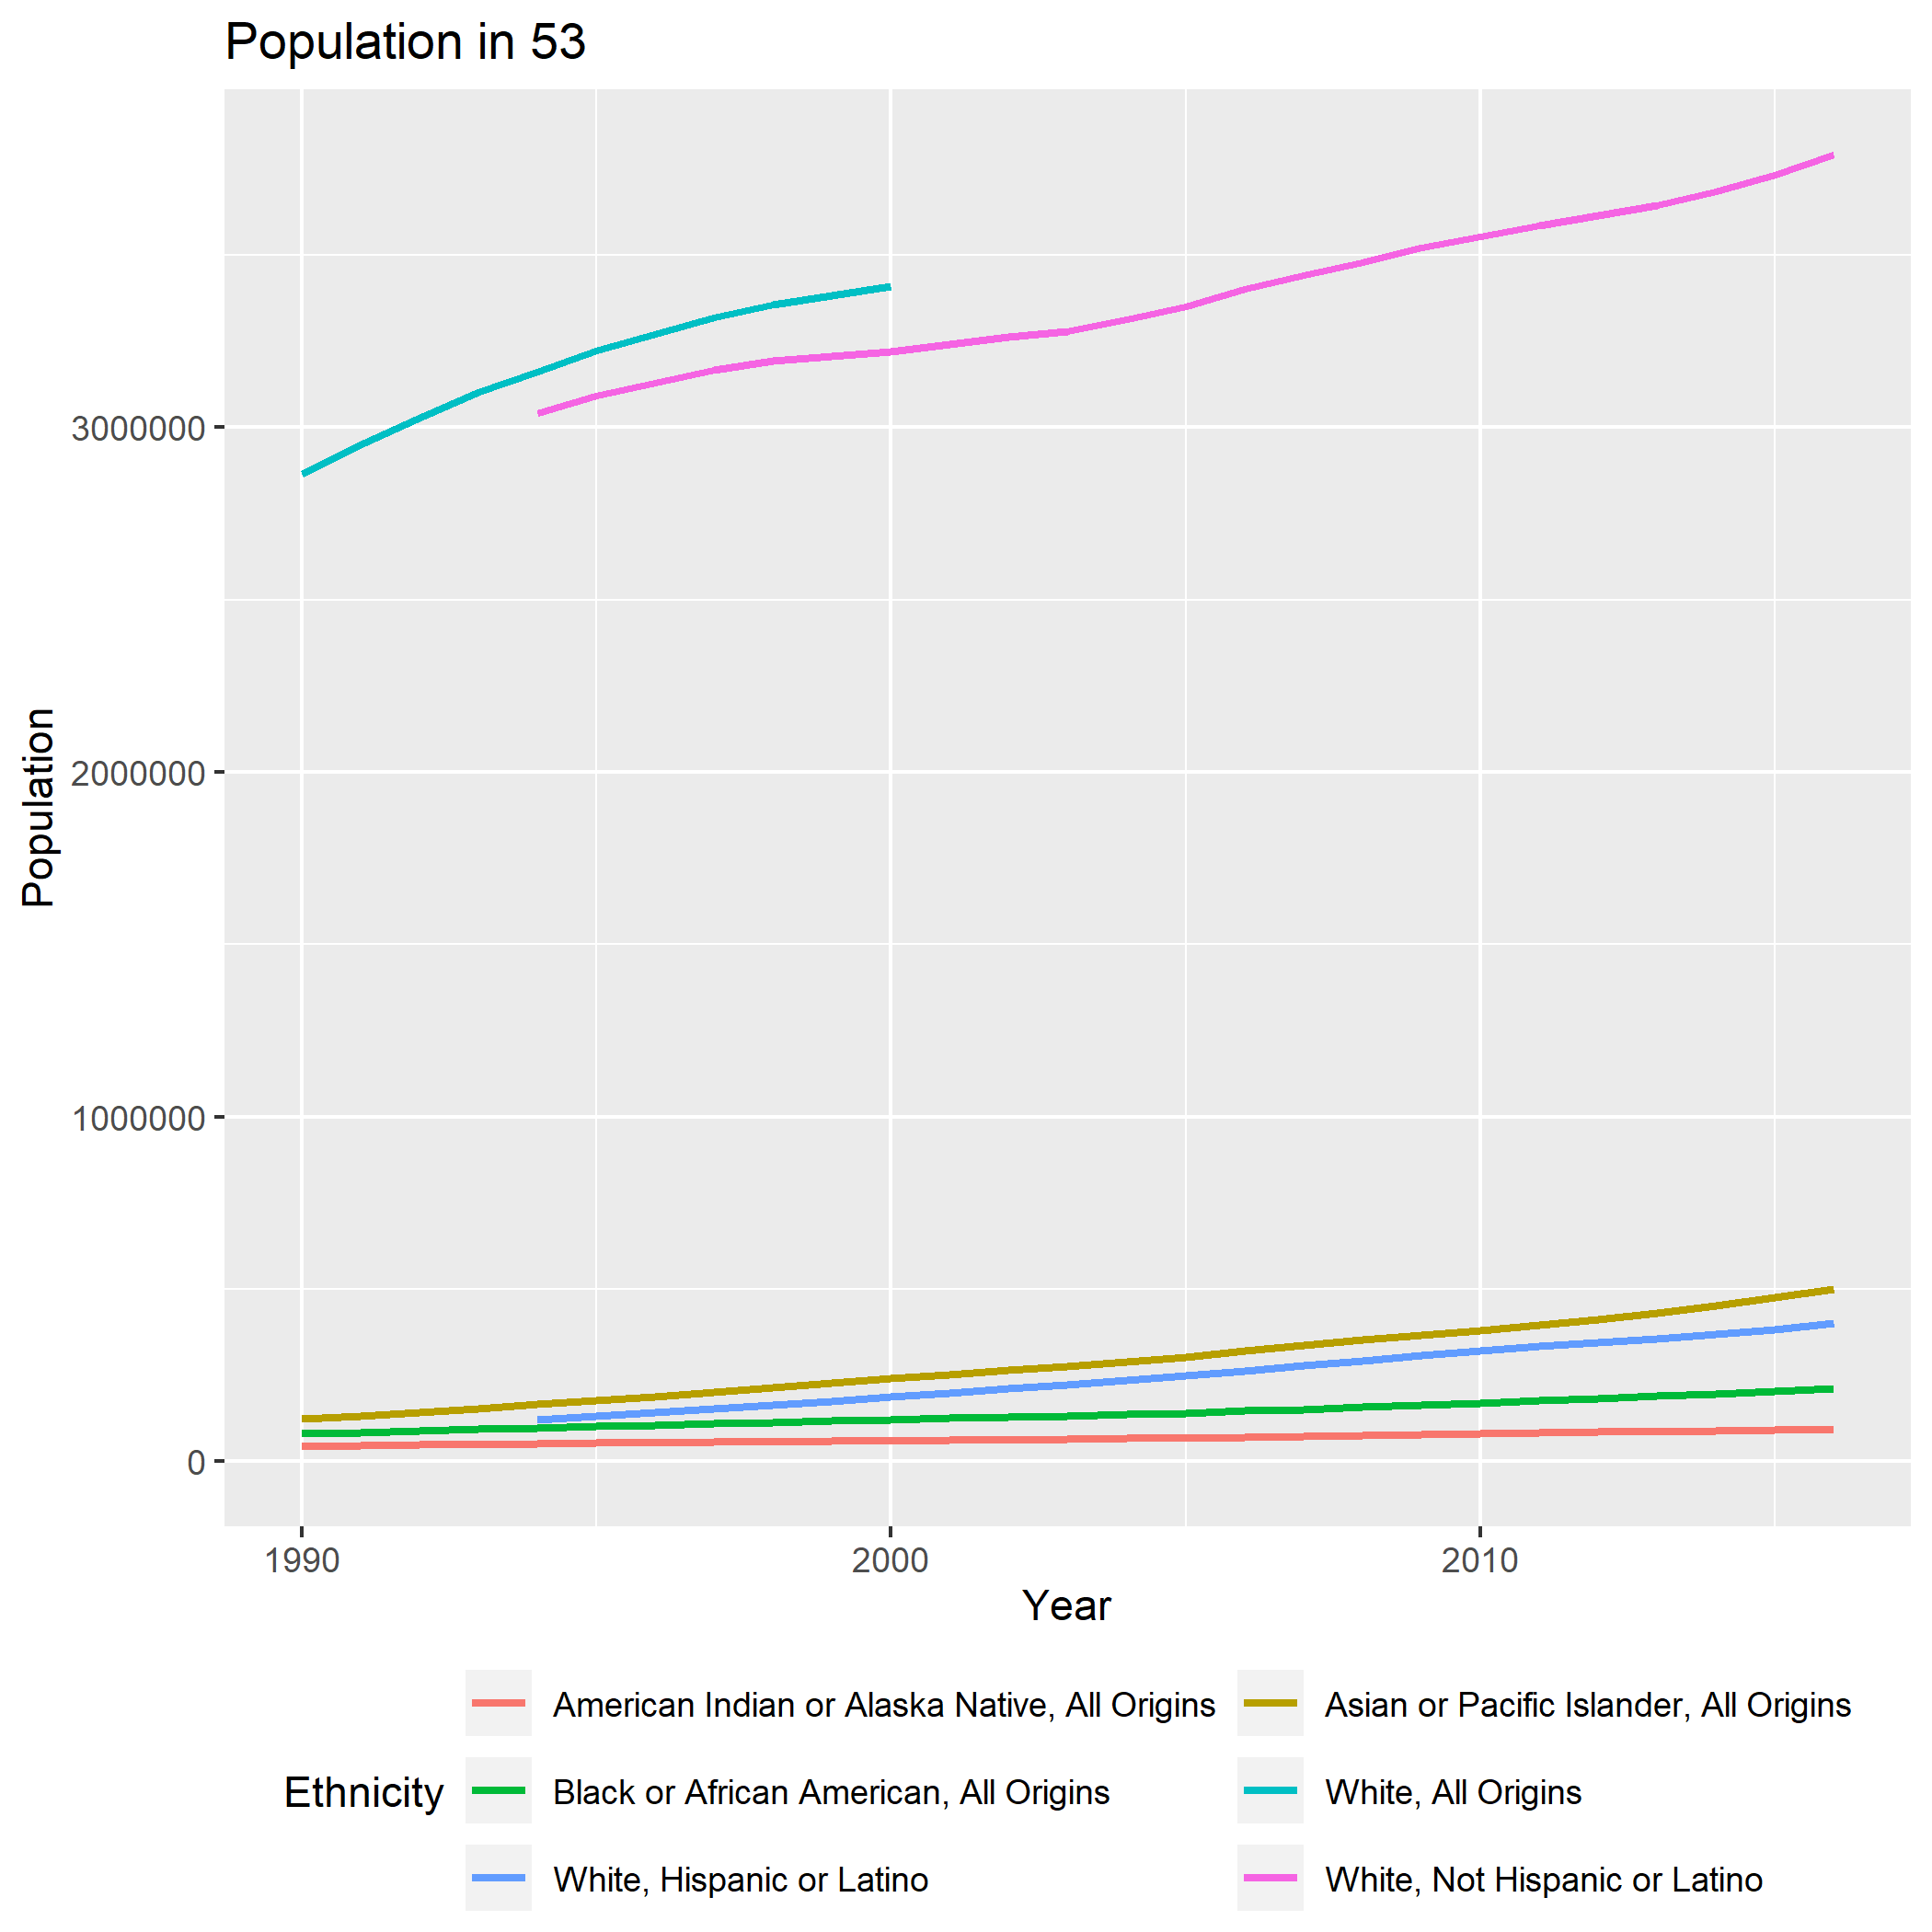 Population in 53
Population
3000000
2000000
1000000
0
1990 2000 2010
Year
Ethnicity
American Indian or Alaska Native, All Origins
Asian or Pacific Islander, All Origins
Black or African American, All Origins
White, All Origins
White, Hispanic or Latino
White, Not Hispanic or Latino